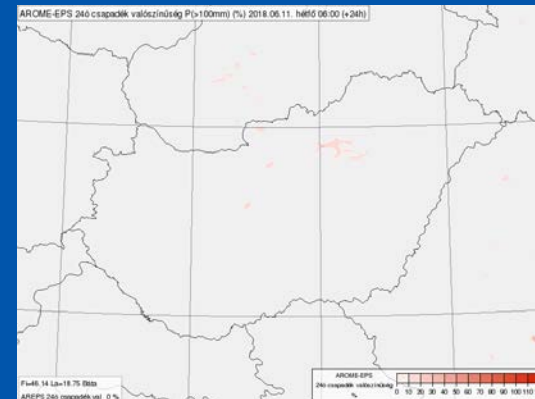 AROME-EPS 24ó csapadék valószínűség P(>100mm) (%) 2018.06.11. hétfő 06:00 (+24h)
Fi=46.14 La=18.75 Báta
AREPS 24ó csapadék val 0 %
AROME-EPS
24ó csapadék valószínűség
0 10 20 30 40 50 60 70 80 90 100 110